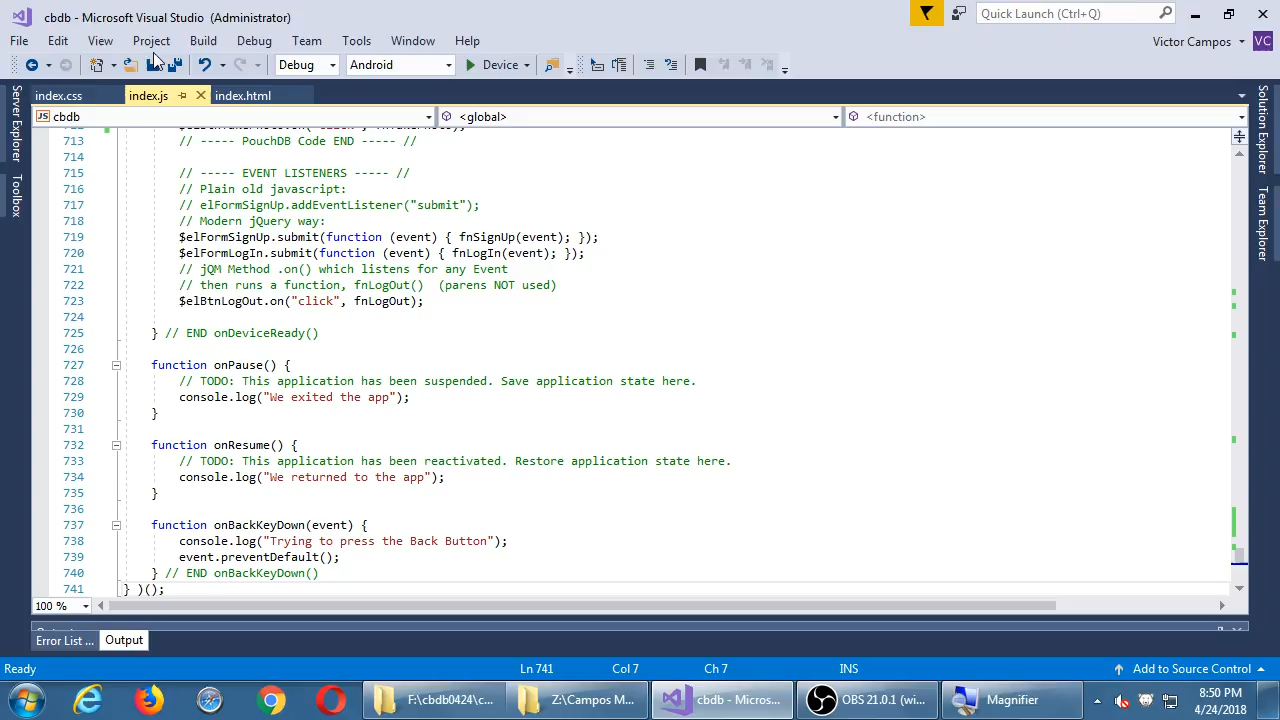 cbdb - Microsoft Visual Studio (Administrator)
Quick Launch (Ctrl+Q)
File Edit View Project Build Debug Team Tools Window Help
Victor Campos VC
Debug Android Device
index.css index.js index.html
JS cbdb <global> <function>
Server Explorer
Toolbox
Solution Explorer
Team Explorer
713 // ----- PouchDB Code END ----- //
714
715 // ----- EVENT LISTENERS ----- //
716 // Plain old javascript:
717 // elFormSignUp.addEventListener("submit");
718 // Modern jQuery way:
719 $elFormSignUp.submit(function (event) { fnSignUp(event); });
720 $elFormLogIn.submit(function (event) { fnLogIn(event); });
721 // jQM Method .on() which listens for any Event
722 // then runs a function, fnLogOut() (parens NOT used)
723 $elBtnLogOut.on("click", fnLogOut);
724
725 } // END onDeviceReady()
726
727 function onPause() {
728 // TODO: This application has been suspended. Save application state here.
729 console.log("We exited the app");
730 }
731
732 function onResume() {
733 // TODO: This application has been reactivated. Restore application state here.
734 console.log("We returned to the app");
735 }
736
737 function onBackKeyDown(event) {
738 console.log("Trying to press the Back Button");
739 event.preventDefault();
740 } // END onBackKeyDown()
741 } )();
100 %
Error List ... Output
Ready Ln 741 Col 7 Ch 7 INS Add to Source Control
F:\cbdb0424\c... Z:\Campos M... cbdb - Micros... OBS 21.0.1 (wi... Magnifier
8:50 PM
4/24/2018